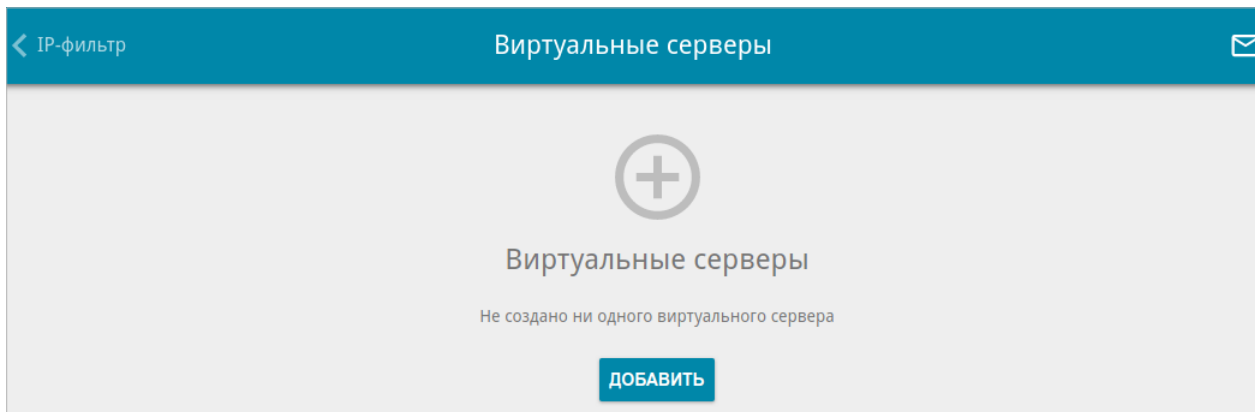 IP-фильтр
Виртуальные серверы
Виртуальные серверы
Не создано ни одного виртуального сервера
ДОБАВИТЬ